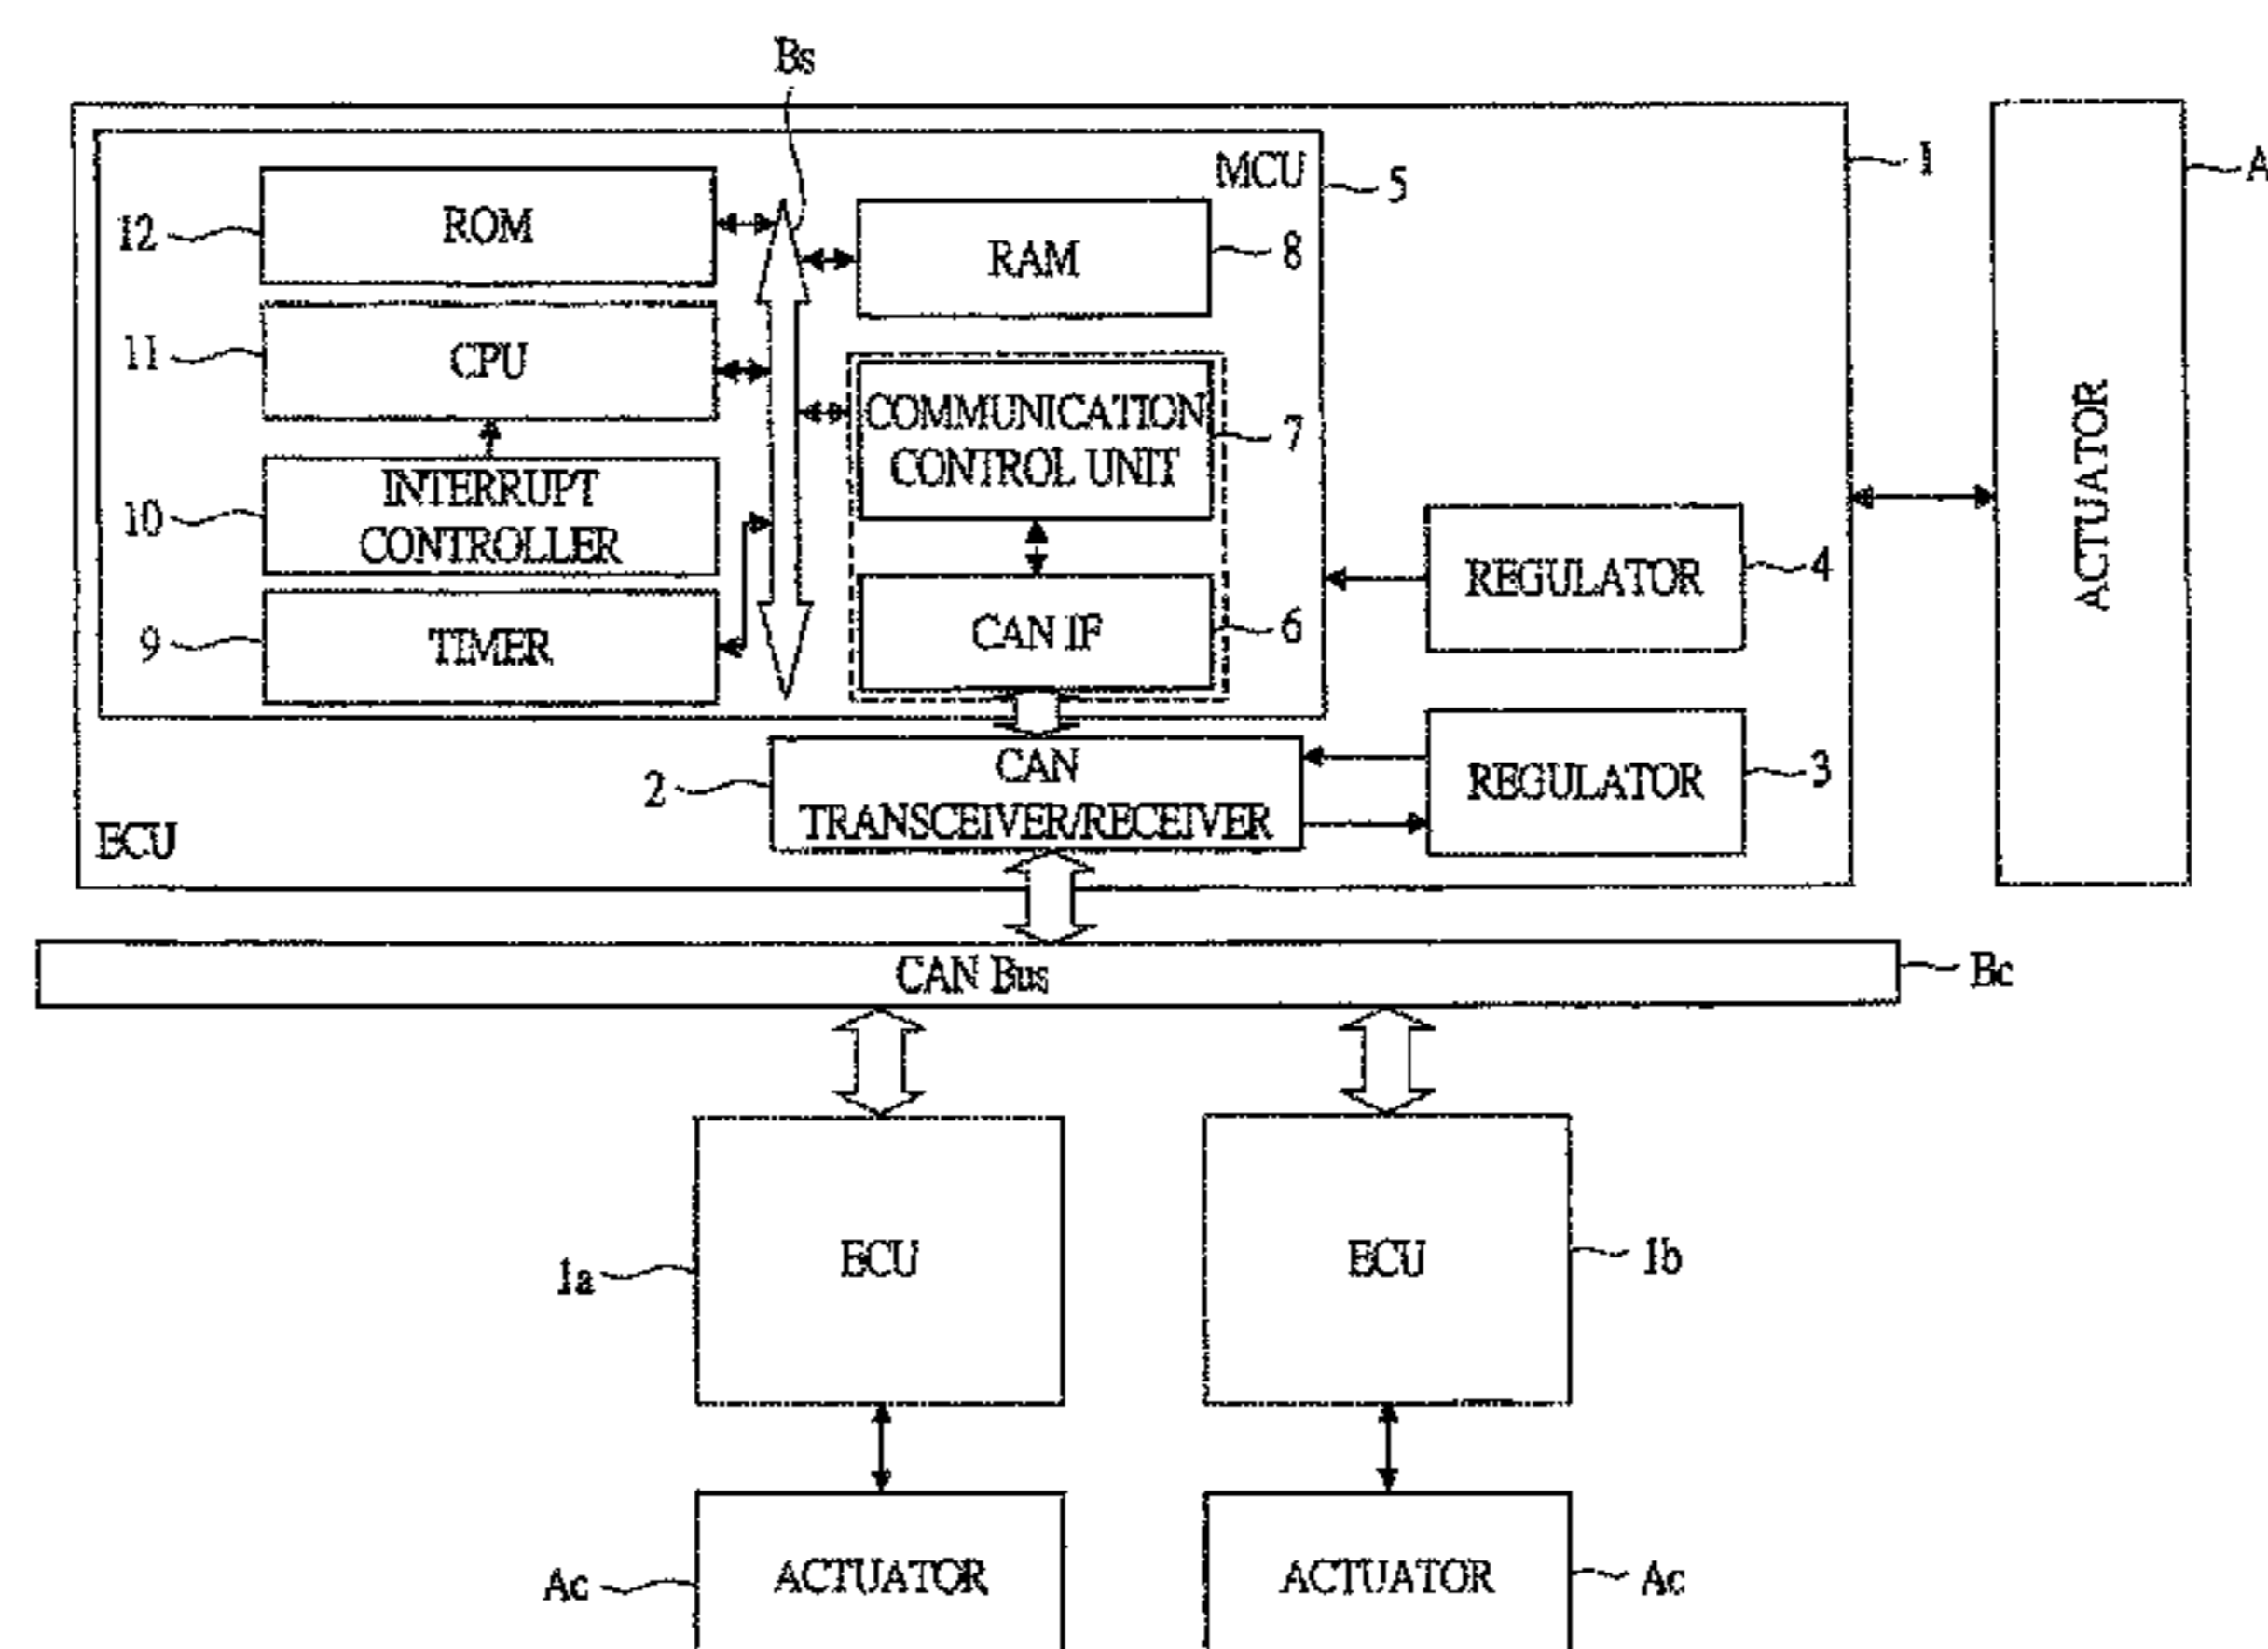 Bs
MCU
5
1
A
12
ROM
RAM
8
11
CPU
COMMUNICATION
CONTROL UNIT
7
10
INTERRUPT
CONTROLLER
9
TIMER
CAN IF
6
REGULATOR
4
ACTUATOR
2
CAN
TRANSCEIVER/RECEIVER
REGULATOR
3
ECU
CAN Bus
Bc
1a
ECU
ECU
1b
Ac
ACTUATOR
ACTUATOR
Ac